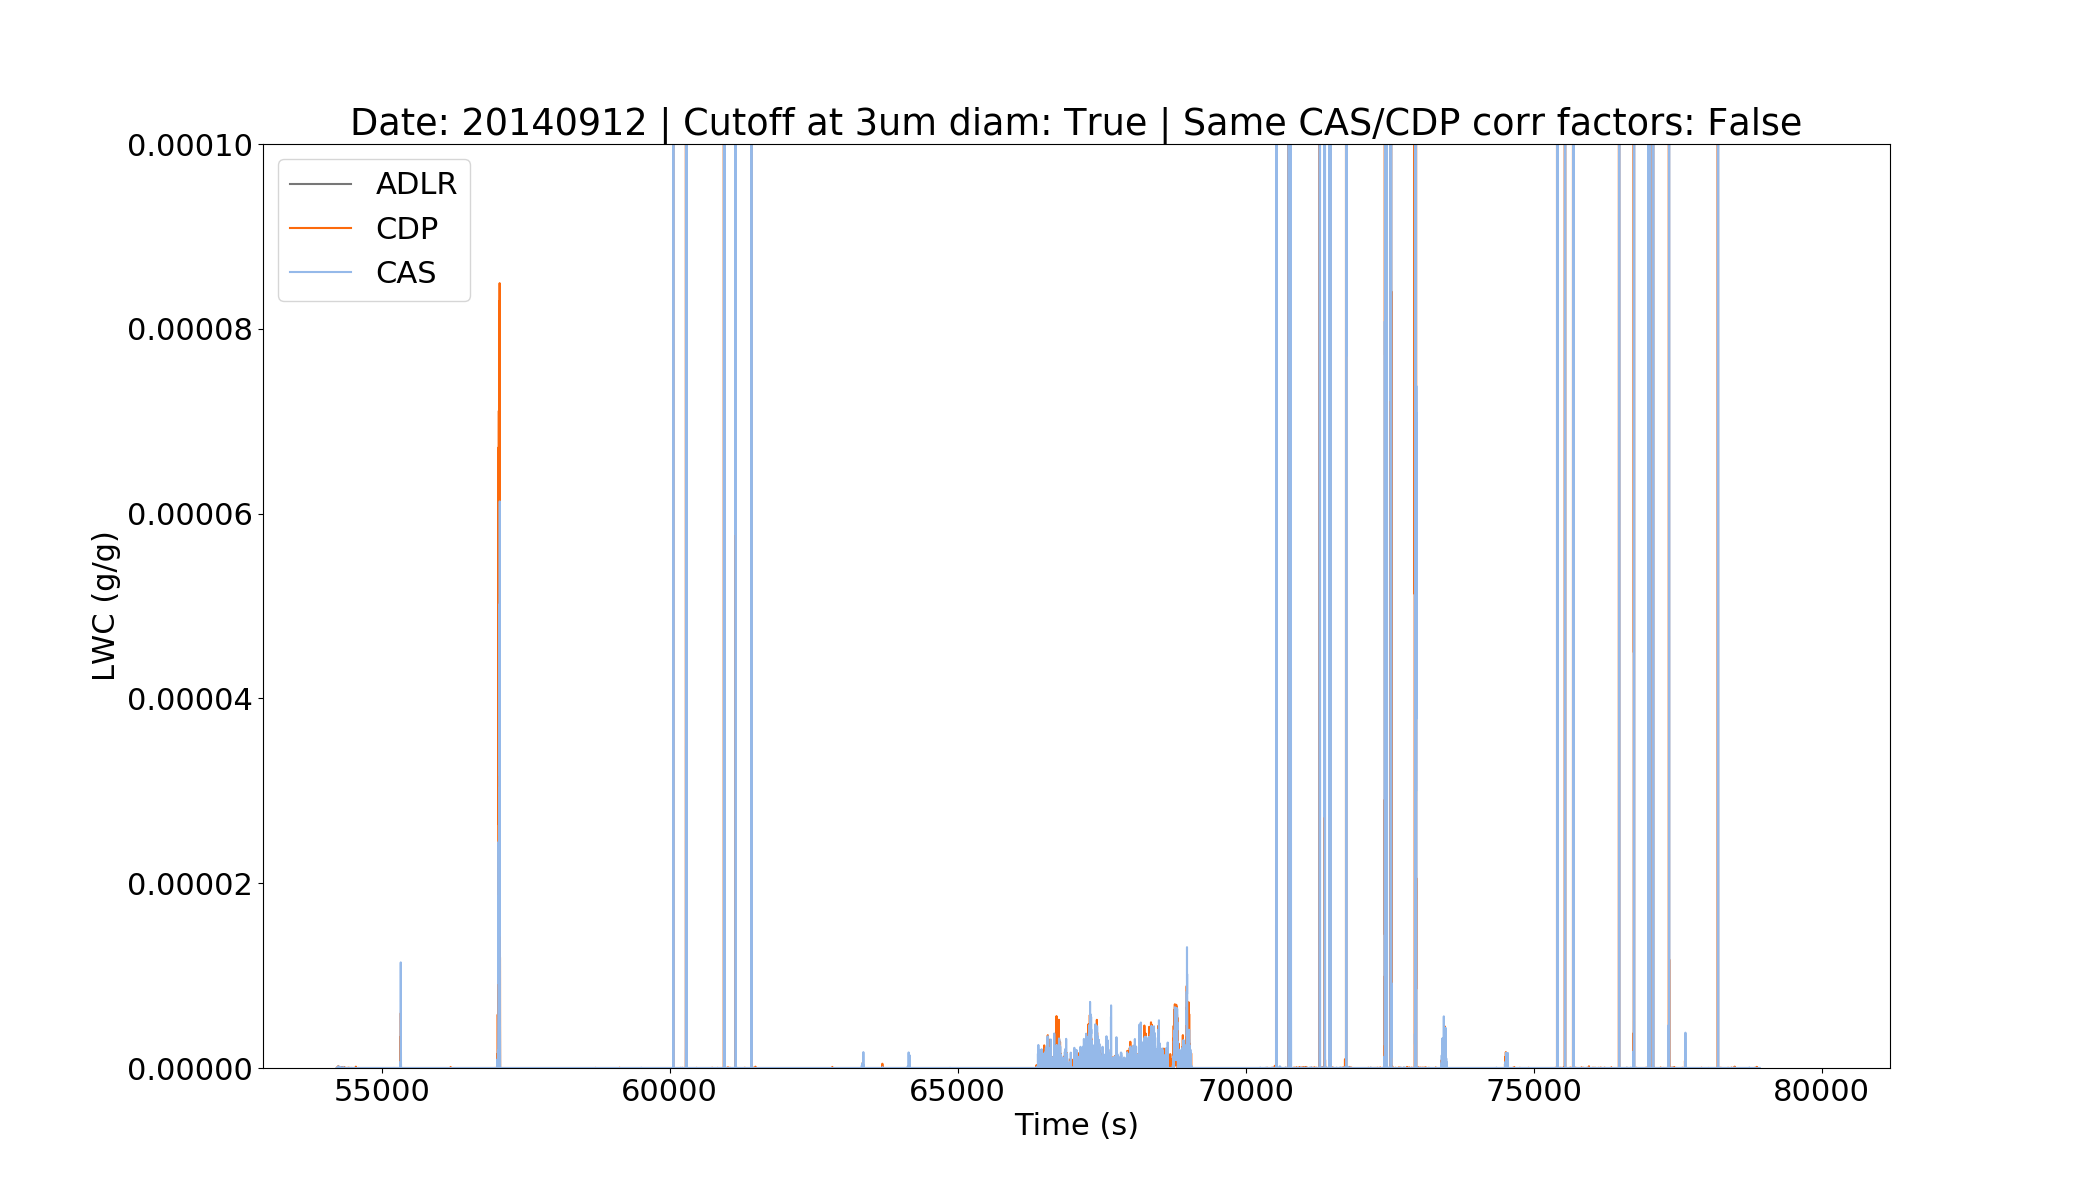 Date: 20140912 | Cutoff at 3um diam: True | Same CAS/CDP corr factors: False
0.00010
0.00008
0.00006
0.00004
0.00002
0.00000
LWC (g/g)
ADLR
CDP
CAS
55000 60000 65000 70000 75000 80000
Time (s)